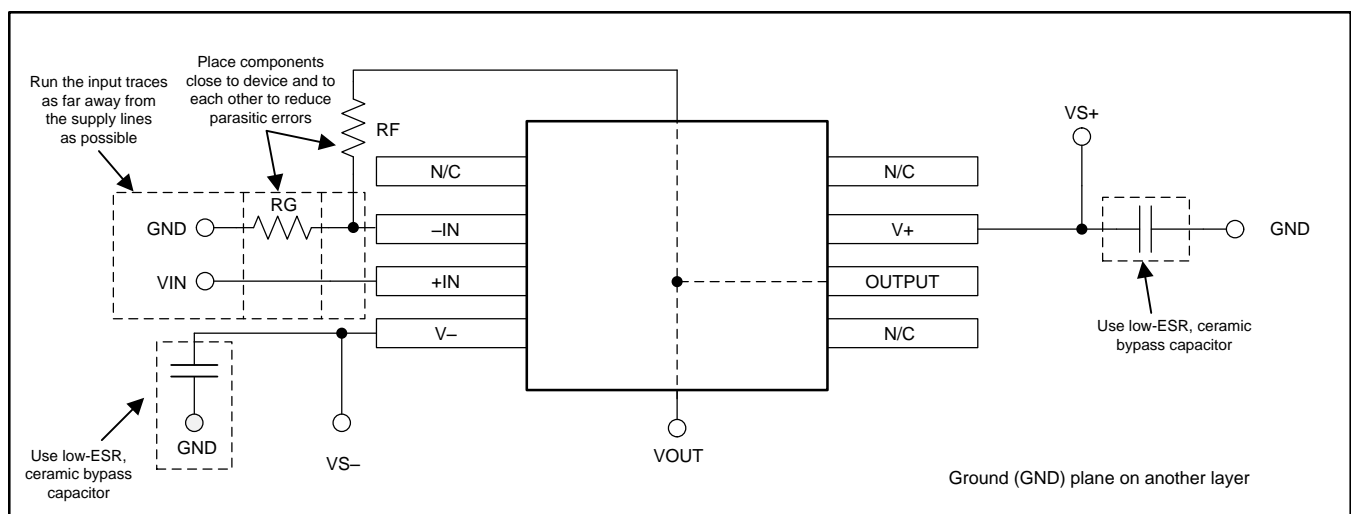 Run the input traces
as far away from
the supply lines
as possible
Place components
close to device and to
each other to reduce
parasitic errors
RF
VS+
N/C
N/C
RG
GND
–IN
V+
GND
VIN
+IN
OUTPUT
V–
N/C
Use low-ESR, ceramic
bypass capacitor
GND
VS–
VOUT
Use low-ESR,
ceramic bypass
capacitor
Ground (GND) plane on another layer